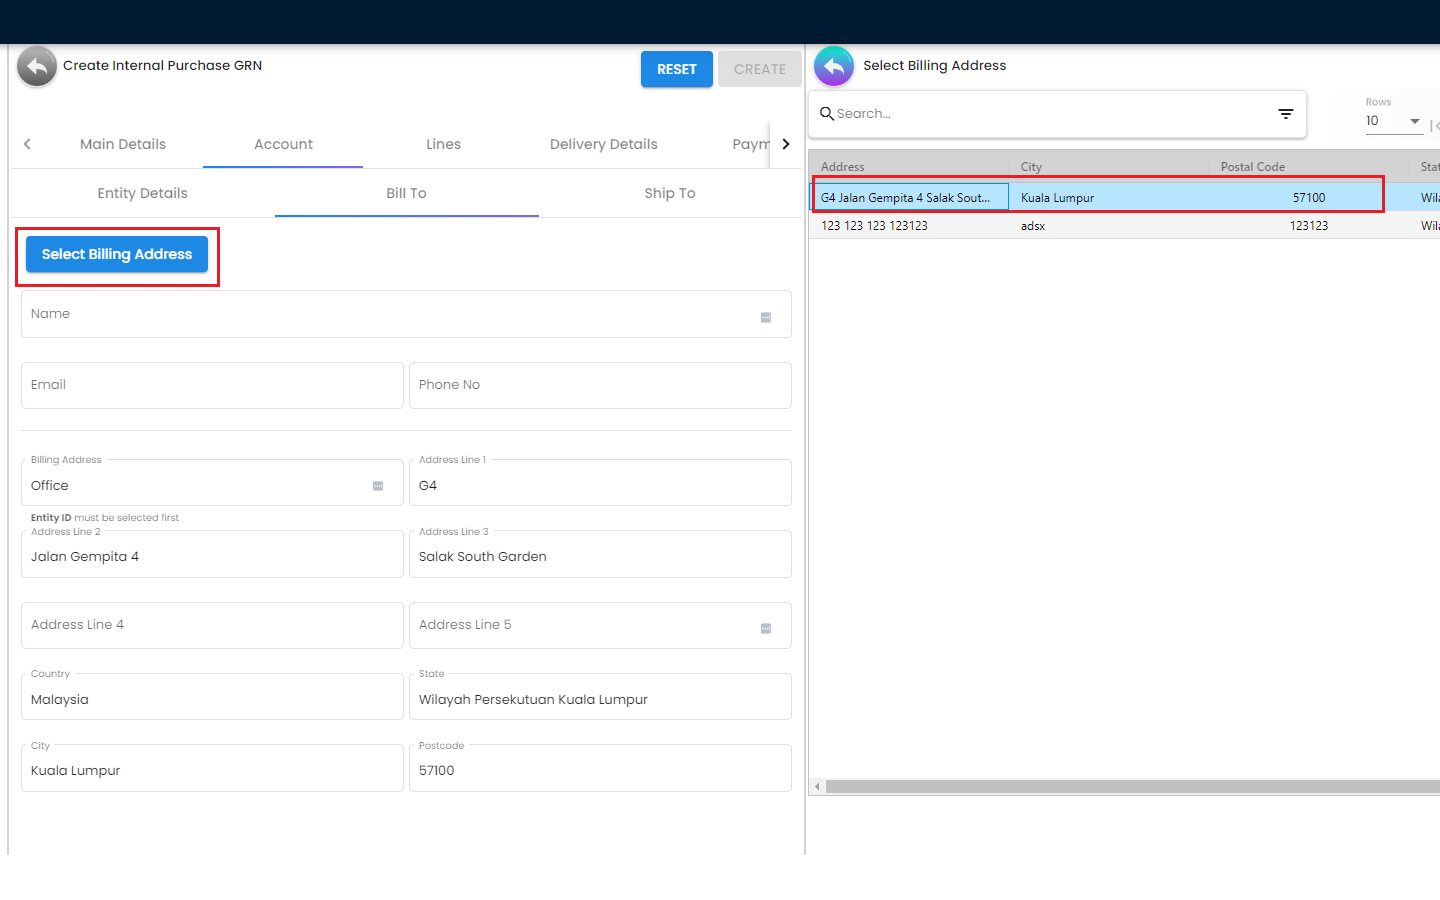 Create Internal Purchase GRN
RESET
CREATE
Main Details
Account
Lines
Delivery Details
Paym
Entity Details
Bill To
Ship To
Select Billing Address
Name
Email
Phone No
Billing Address
Office
Address Line 1
G4
Entity ID must be selected first
Address Line 2
Jalan Gempita 4
Address Line 3
Salak South Garden
Address Line 4
Address Line 5
Country
Malaysia
State
Wilayah Persekutuan Kuala Lumpur
City
Kuala Lumpur
Postcode
57100
Select Billing Address
Search...
Rows
10
Address City Postal Code Stat
G4 Jalan Gempita 4 Salak Sout... Kuala Lumpur 57100 Wila
123 123 123 123123 adsx 123123 Wila